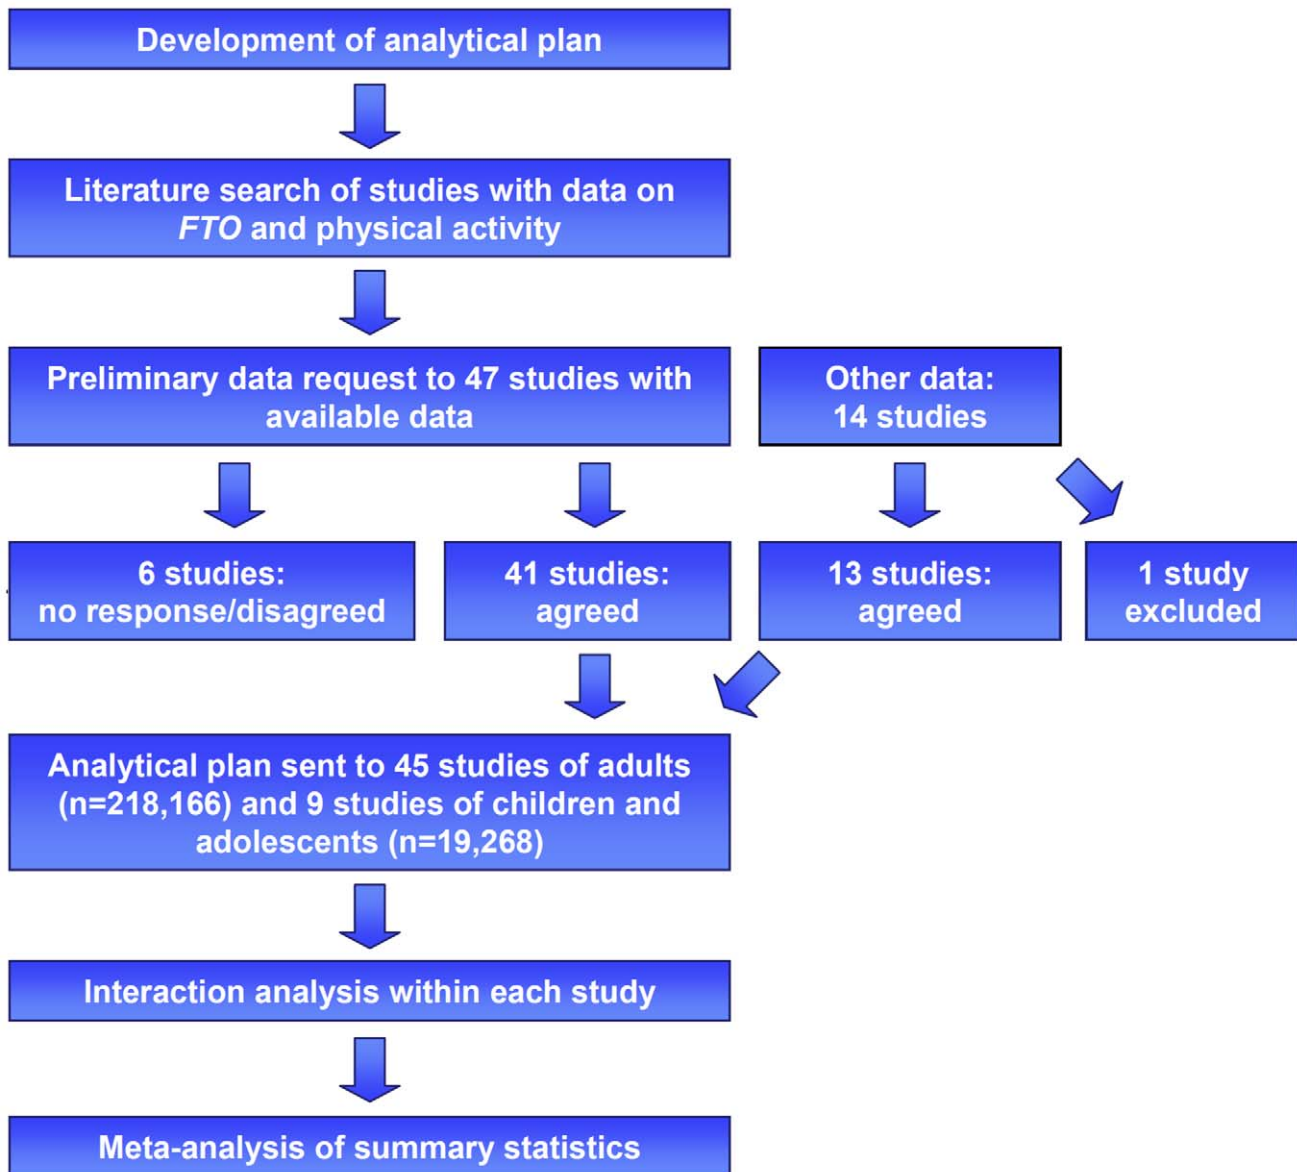 Development of analytical plan
Literature search of studies with data on
FTO and physical activity
Preliminary data request to 47 studies with
available data
Other data:
14 studies
6 studies:
no response/disagreed
41 studies:
agreed
13 studies:
agreed
1 study
excluded
Analytical plan sent to 45 studies of adults
(n=218,166) and 9 studies of children and
adolescents (n=19,268)
Interaction analysis within each study
Meta-analysis of summary statistics